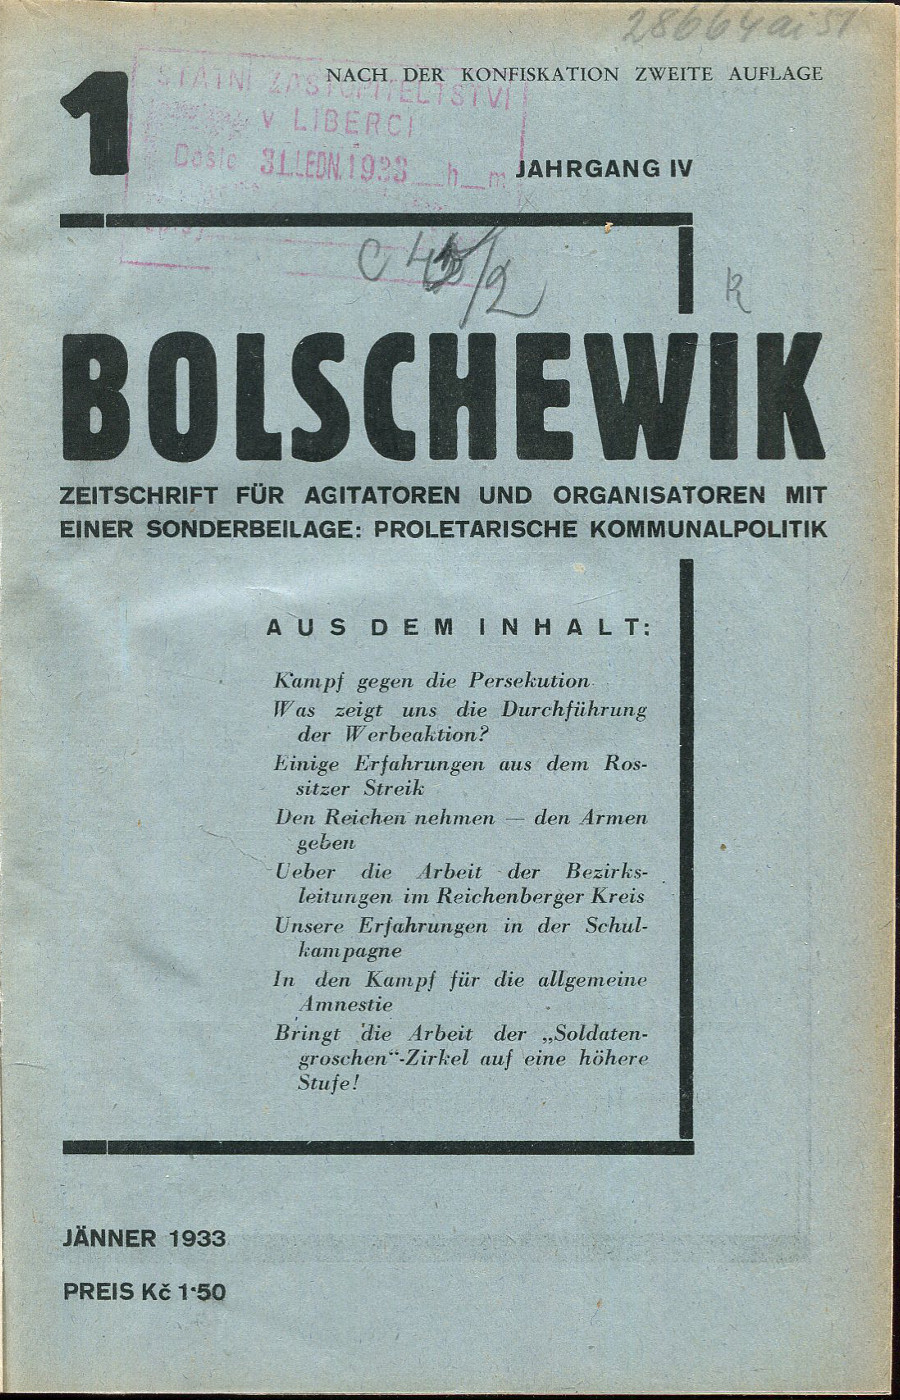 28664 ai 51
NACH DER KONFISKATION ZWEITE AUFLAGE
1
STÁTNÍ ZASTUPITELTSTVÍ
V LIBERCI
Došlo 31. LEDN. 1933 __h__m
JAHRGANG IV
C 45/2
R
BOLSCHEWIK
ZEITSCHRIFT FÜR AGITATOREN UND ORGANISATOREN MIT
EINER SONDERBEILAGE: PROLETARISCHE KOMMUNALPOLITIK
AUS DEM INHALT:
Kampf gegen die Persekution
Was zeigt uns die Durchführung
der Werbeaktion?
Einige Erfahrungen aus dem Ros-
sitzer Streik
Den Reichen nehmen — den Armen
geben
Ueber die Arbeit der Bezirks-
leitungen im Reichenberger Kreis
Unsere Erfahrungen in der Schul-
kampagne
In den Kampf für die allgemeine
Amnestie
Bringt die Arbeit der „Soldaten-
groschen“-Zirkel auf eine höhere
Stufe!
JÄNNER 1933
PREIS Kč 1·50